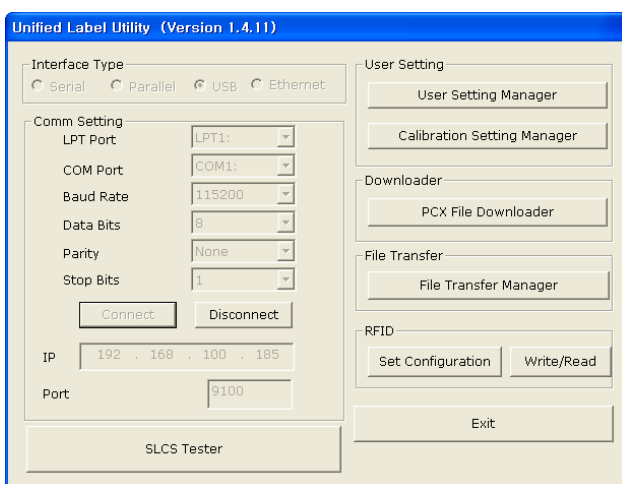 Unified Label Utility (Version 1.4.11)
Interface Type
Serial Parallel USB Ethernet
Comm Setting
LPT Port LPT1:
COM Port COM1:
Baud Rate 115200
Data Bits 8
Parity None
Stop Bits 1
Connect Disconnect
IP 192 . 168 . 100 . 185
Port 9100
SLCS Tester
User Setting
User Setting Manager
Calibration Setting Manager
Downloader
PCX File Downloader
File Transfer
File Transfer Manager
RFID
Set Configuration Write/Read
Exit